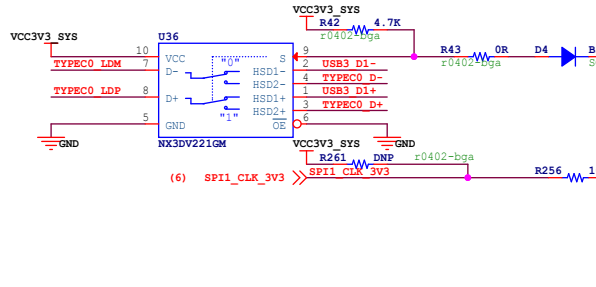 VCC3V3_SYS
R42 4.7K
r0402-bga
VCC3V3_SYS
U36
10 VCC "0" S 9
R43 0R D4 B
r0402-bga S
TYPEC0_LDM 7 D- HSD1- 2 USB3_D1-
HSD2- 4 TYPEC0_D-
TYPEC0_LDP 8 D+ HSD1+ 1 USB3_D1+
HSD2+ 3 TYPEC0_D+
"1"
5 GND OE 6
GND
NX3DV221GM
GND
VCC3V3_SYS
R261 DNP r0402-bga
(6) SPI1_CLK_3V3 SPI1_CLK_3V3 R256 1